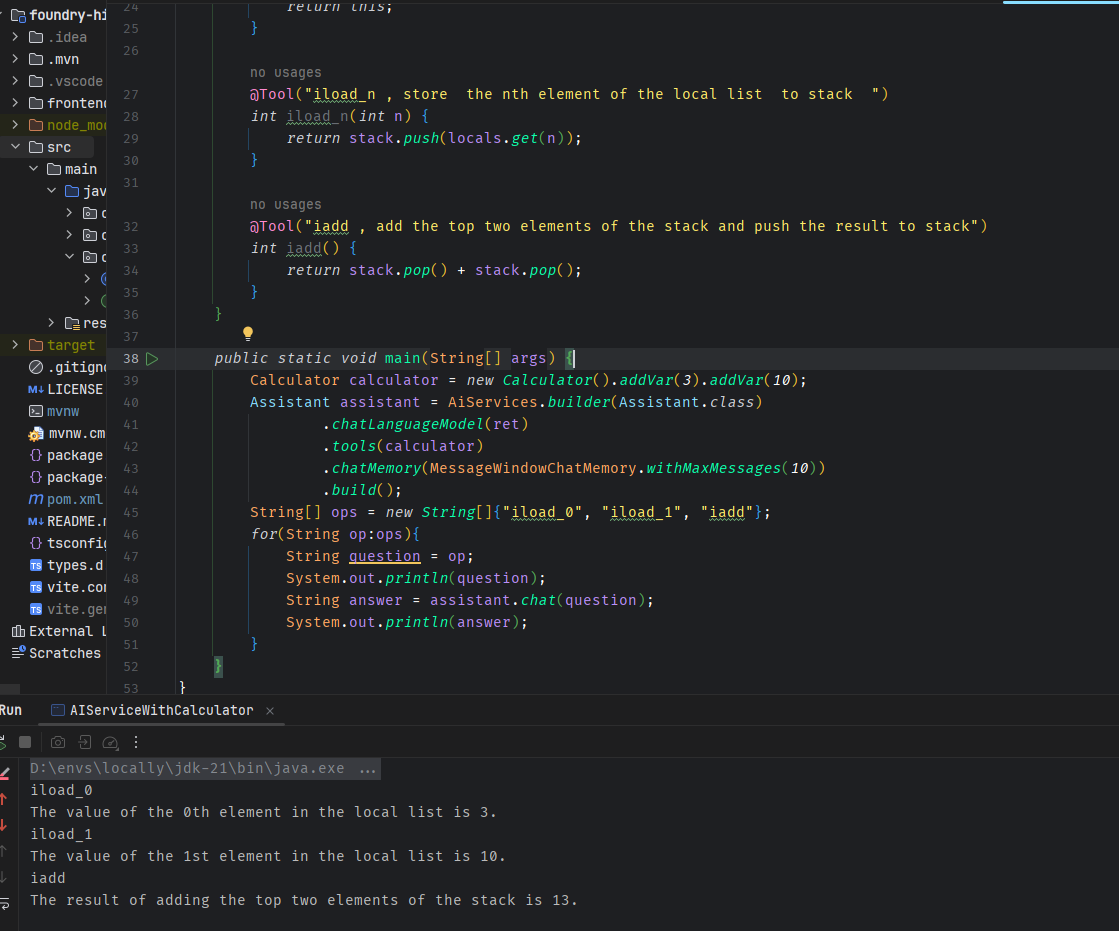 foundry-hi
.idea
.mvn
.vscode
frontend
node_mod
src
main
jav
res
target
.gitign
LICENSE
mvnw
mvnw.cm
package
package-
pom.xml
README.m
tsconfig
types.d
vite.con
vite.gen
External L
Scratches
24 return this;
25 }
26
no usages
27 @Tool("iload_n , store  the nth element of the local list  to stack  ")
28 int iload_n(int n) {
29 return stack.push(locals.get(n));
30 }
31
no usages
32 @Tool("iadd , add the top two elements of the stack and push the result to stack")
33 int iadd() {
34 return stack.pop() + stack.pop();
35 }
36 }
37
38 public static void main(String[] args) {
39 Calculator calculator = new Calculator().addVar(3).addVar(10);
40 Assistant assistant = AiServices.builder(Assistant.class)
41 .chatLanguageModel(ret)
42 .tools(calculator)
43 .chatMemory(MessageWindowChatMemory.withMaxMessages(10))
44 .build();
45 String[] ops = new String[]{"iload_0", "iload_1", "iadd"};
46 for(String op:ops){
47 String question = op;
48 System.out.println(question);
49 String answer = assistant.chat(question);
50 System.out.println(answer);
51 }
52 }
53 }
Run AIServiceWithCalculator ×
D:\envs\locally\jdk-21\bin\java.exe ...
iload_0
The value of the 0th element in the local list is 3.
iload_1
The value of the 1st element in the local list is 10.
iadd
The result of adding the top two elements of the stack is 13.